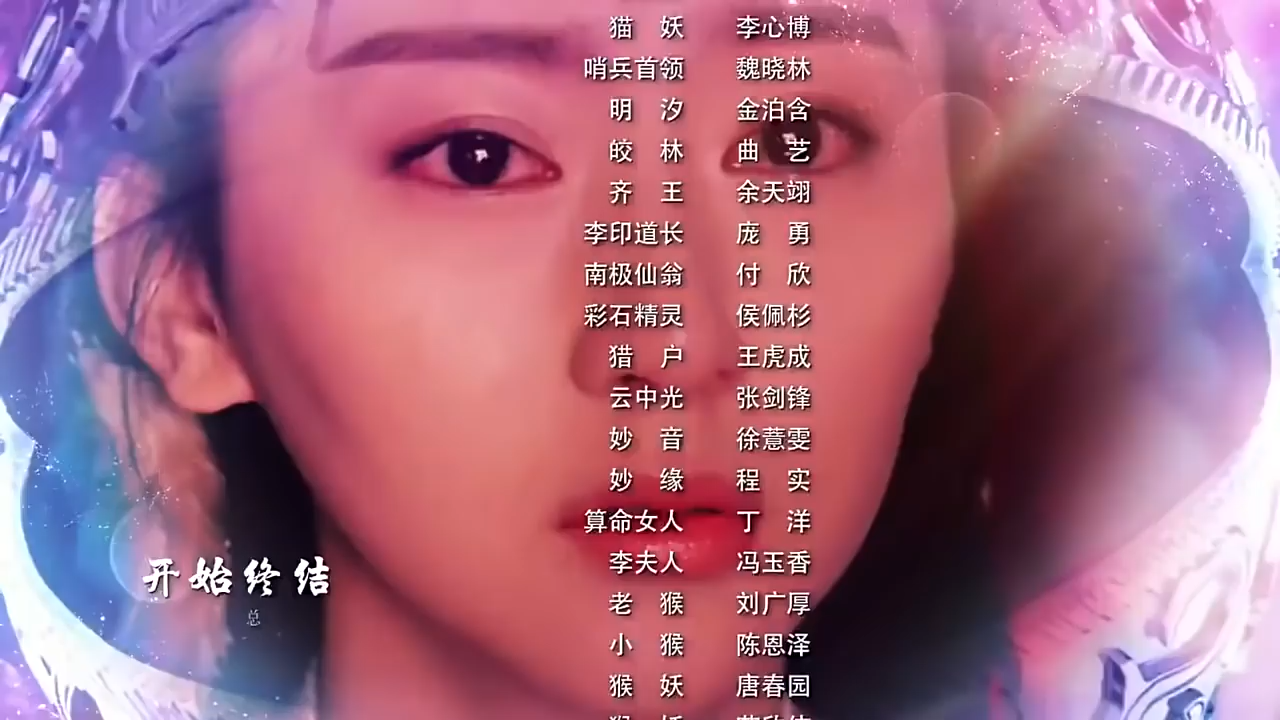 猫妖 李心博
哨兵首领 魏晓林
明汐 金泊含
皎林 曲艺
齐王 余天翊
李印道长 庞勇
南极仙翁 付欣
彩石精灵 侯佩杉
猎户 王虎成
云中光 张剑锋
妙音 徐薏雯
妙缘 程实
算命女人 丁洋
李夫人 冯玉香
老猴 刘广厚
小猴 陈恩泽
猴妖 唐春园
开始终结
总